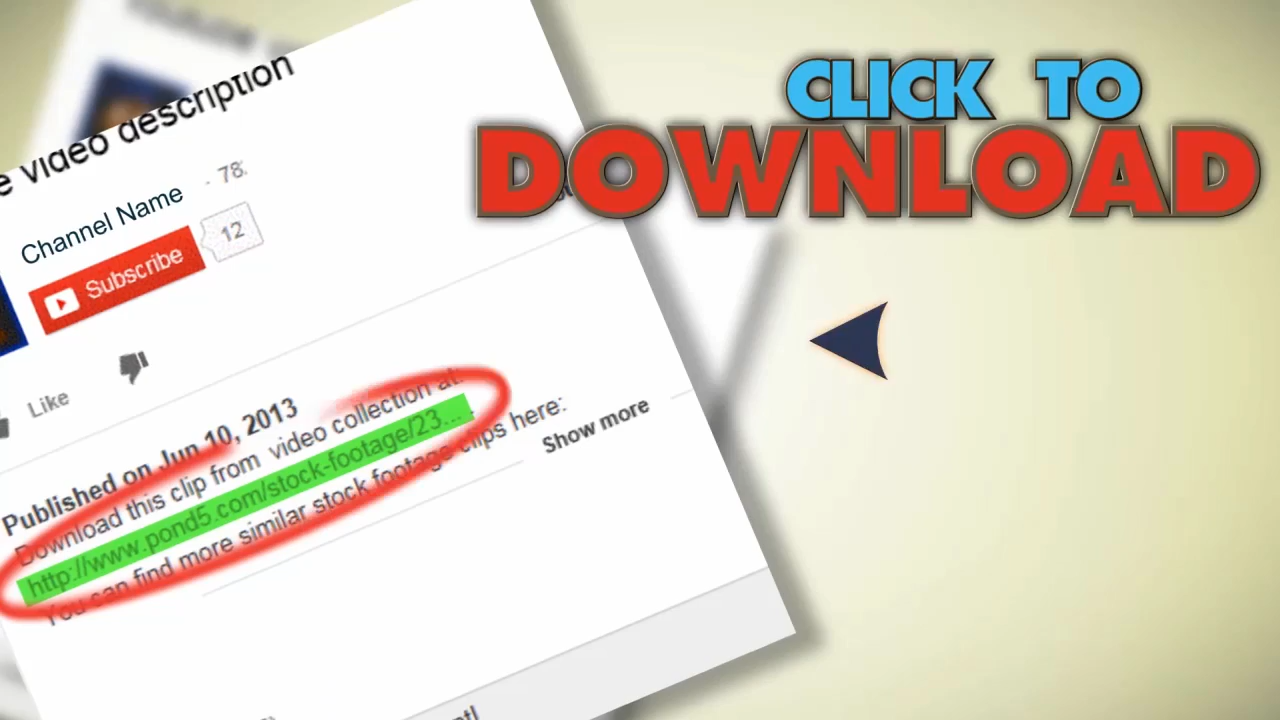 CLICK TO
DOWNLOAD
video description
Channel Name
Subscribe
12
Like
Published on Jun 10, 2013
Download this clip from video collection at:
http://www.pond5.com/stock-footage/23...
You can find more similar stock footage clips here:
Show more